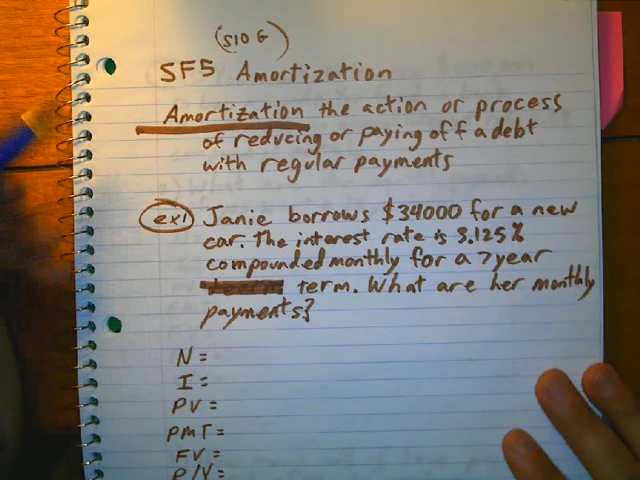 (S10 G)
SF5 Amortization
Amortization the action or process
of reducing or paying off a debt
with regular payments
ex1 Janie borrows $34000 for a new
car. The interest rate is 3.125%
compounded monthly for a 7 year
term. What are her monthly
payments?
N =
I =
PV =
PMT =
FV =
P/Y =